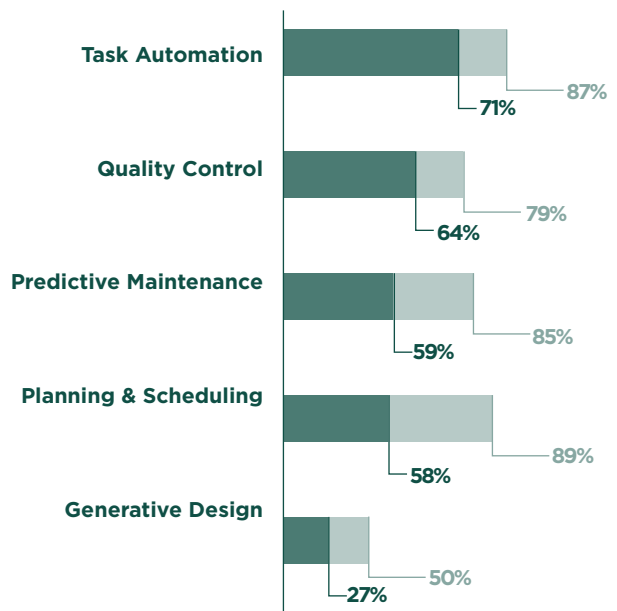 Task Automation
87%
71%
Quality Control
79%
64%
Predictive Maintenance
85%
59%
Planning & Scheduling
89%
58%
Generative Design
50%
27%